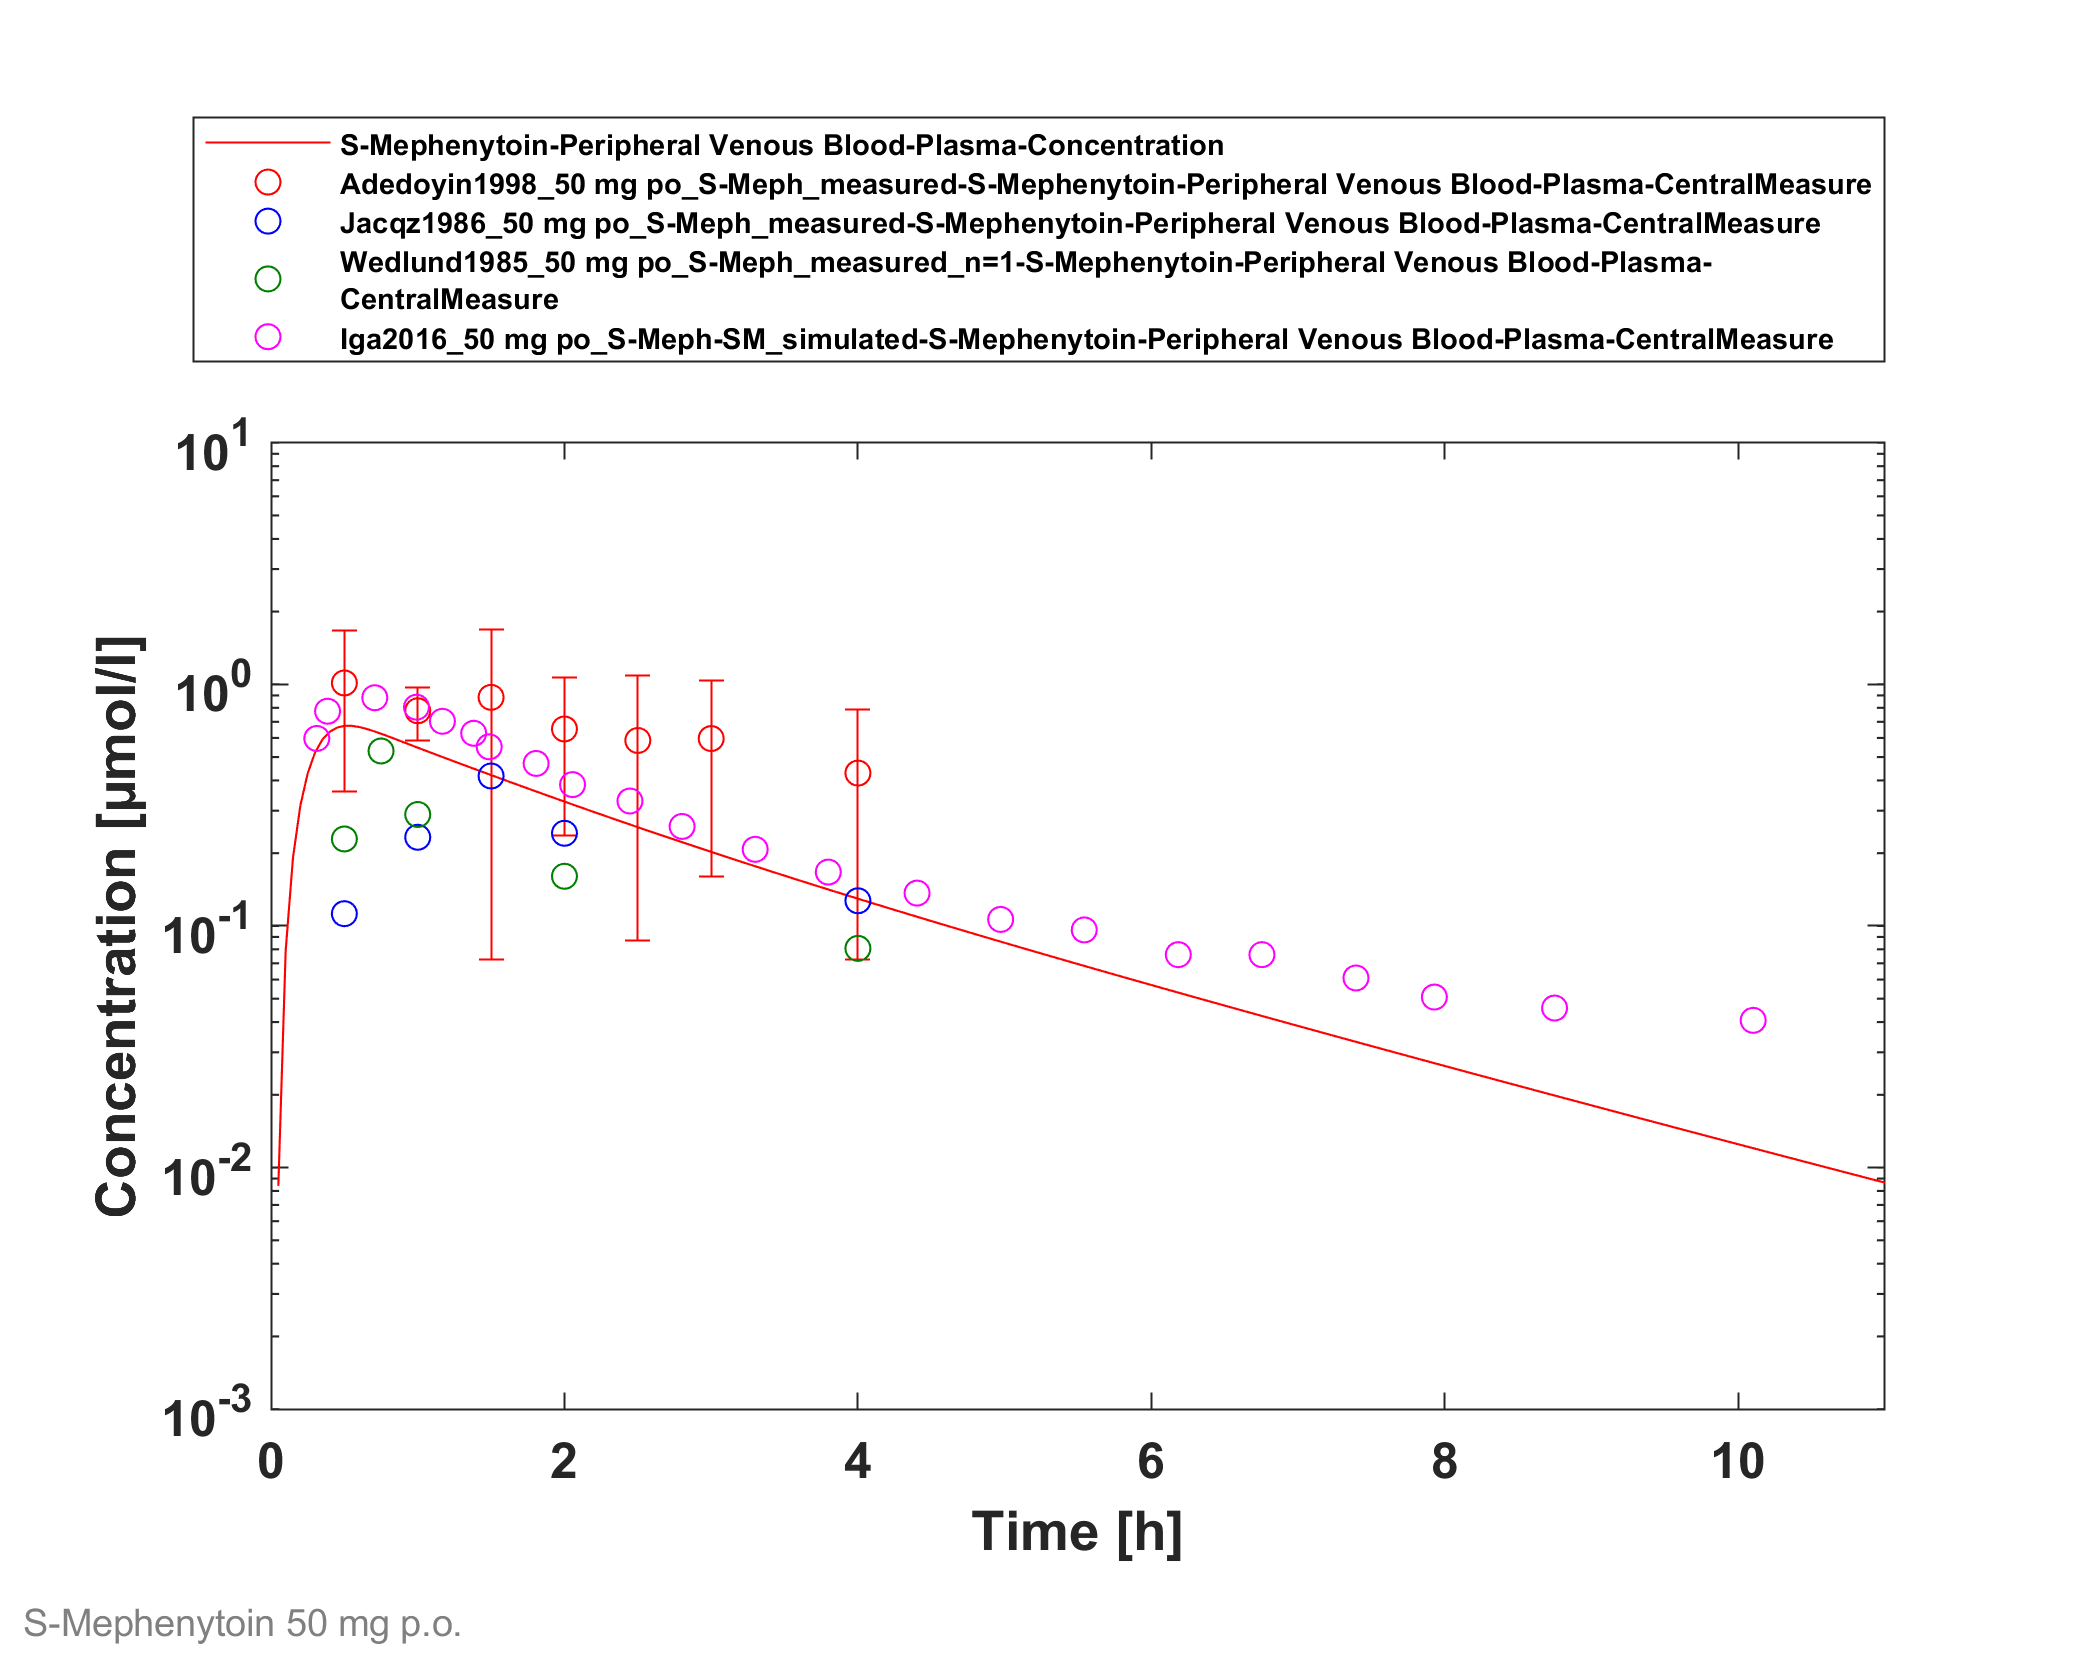 S-Mephenytoin-Peripheral Venous Blood-Plasma-Concentration
Adedoyin1998_50 mg po_S-Meph_measured-S-Mephenytoin-Peripheral Venous Blood-Plasma-CentralMeasure
Jacqz1986_50 mg po_S-Meph_measured-S-Mephenytoin-Peripheral Venous Blood-Plasma-CentralMeasure
Wedlund1985_50 mg po_S-Meph_measured_n=1-S-Mephenytoin-Peripheral Venous Blood-Plasma-
CentralMeasure
Iga2016_50 mg po_S-Meph-SM_simulated-S-Mephenytoin-Peripheral Venous Blood-Plasma-CentralMeasure
10^1
10^0
10^-1
10^-2
10^-3
Concentration [µmol/l]
0 2 4 6 8 10
Time [h]
S-Mephenytoin 50 mg p.o.